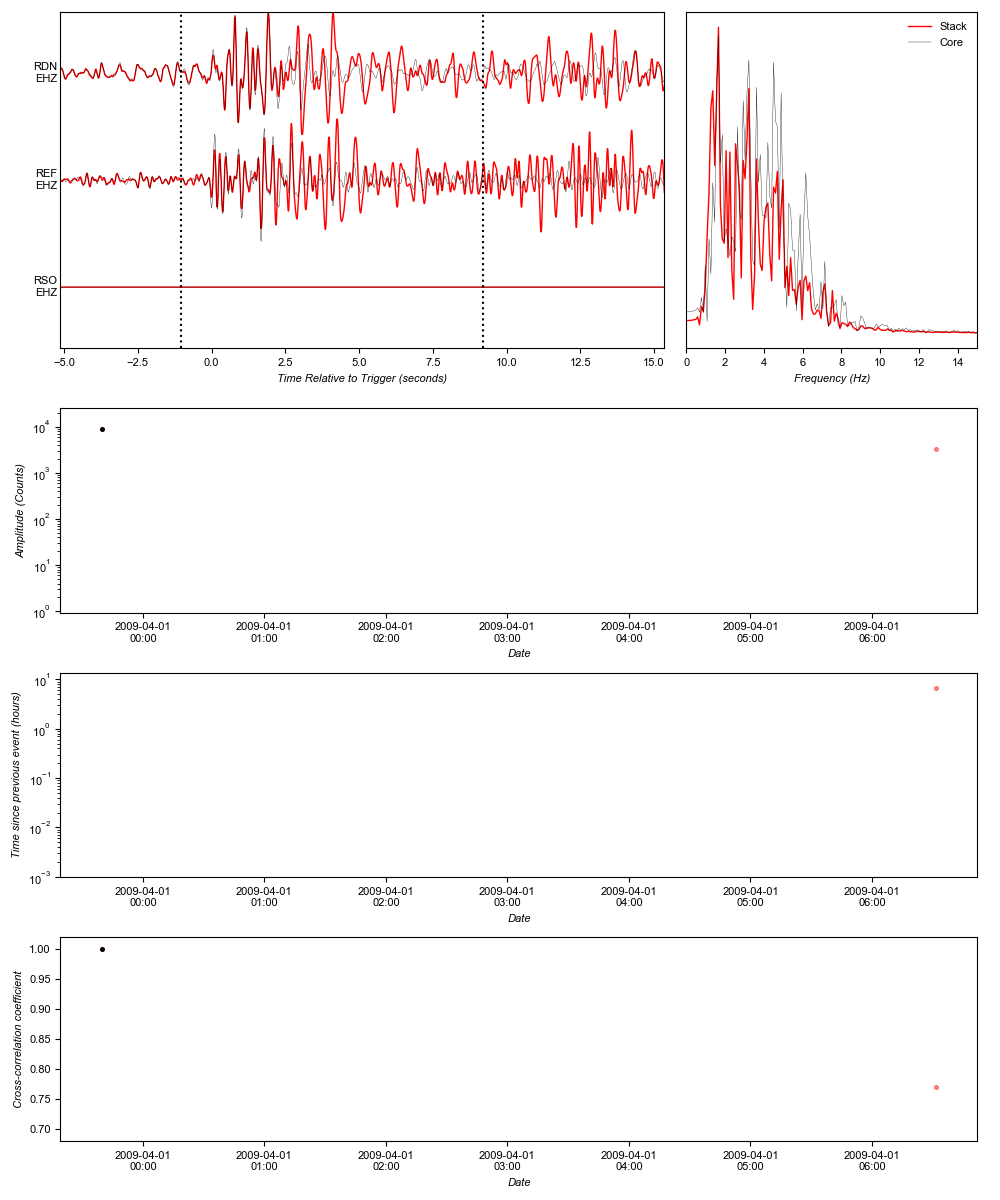 RDN
EHZ
REF
EHZ
RSO
EHZ
−5.0 −2.5 0.0 2.5 5.0 7.5 10.0 12.5 15.0
Time Relative to Trigger (seconds)
Stack
Core
0 2 4 6 8 10 12 14
Frequency (Hz)
10^4
10^3
10^2
10^1
10^0
Amplitude (Counts)
2009-04-01 2009-04-01 2009-04-01 2009-04-01 2009-04-01 2009-04-01 2009-04-01
00:00 01:00 02:00 03:00 04:00 05:00 06:00
Date
10^1
10^0
10^−1
10^−2
10^−3
Time since previous event (hours)
2009-04-01 2009-04-01 2009-04-01 2009-04-01 2009-04-01 2009-04-01 2009-04-01
00:00 01:00 02:00 03:00 04:00 05:00 06:00
Date
1.00
0.95
0.90
0.85
0.80
0.75
0.70
Cross-correlation coefficient
2009-04-01 2009-04-01 2009-04-01 2009-04-01 2009-04-01 2009-04-01 2009-04-01
00:00 01:00 02:00 03:00 04:00 05:00 06:00
Date